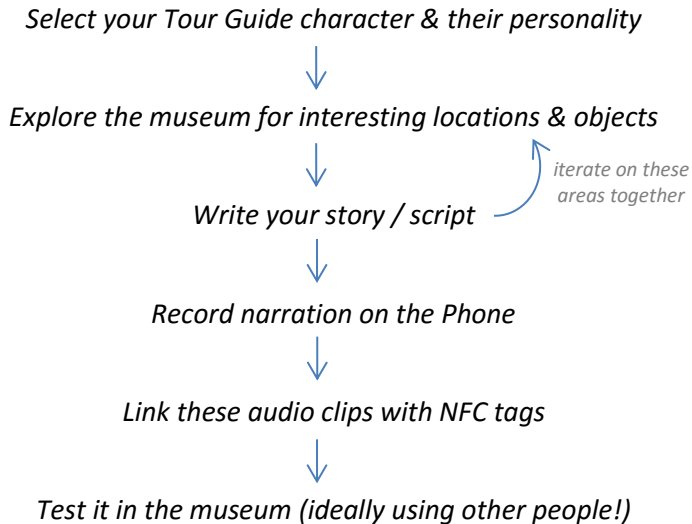 Select your Tour Guide character & their personality
Explore the museum for interesting locations & objects
iterate on these
areas together
Write your story / script
Record narration on the Phone
Link these audio clips with NFC tags
Test it in the museum (ideally using other people!)